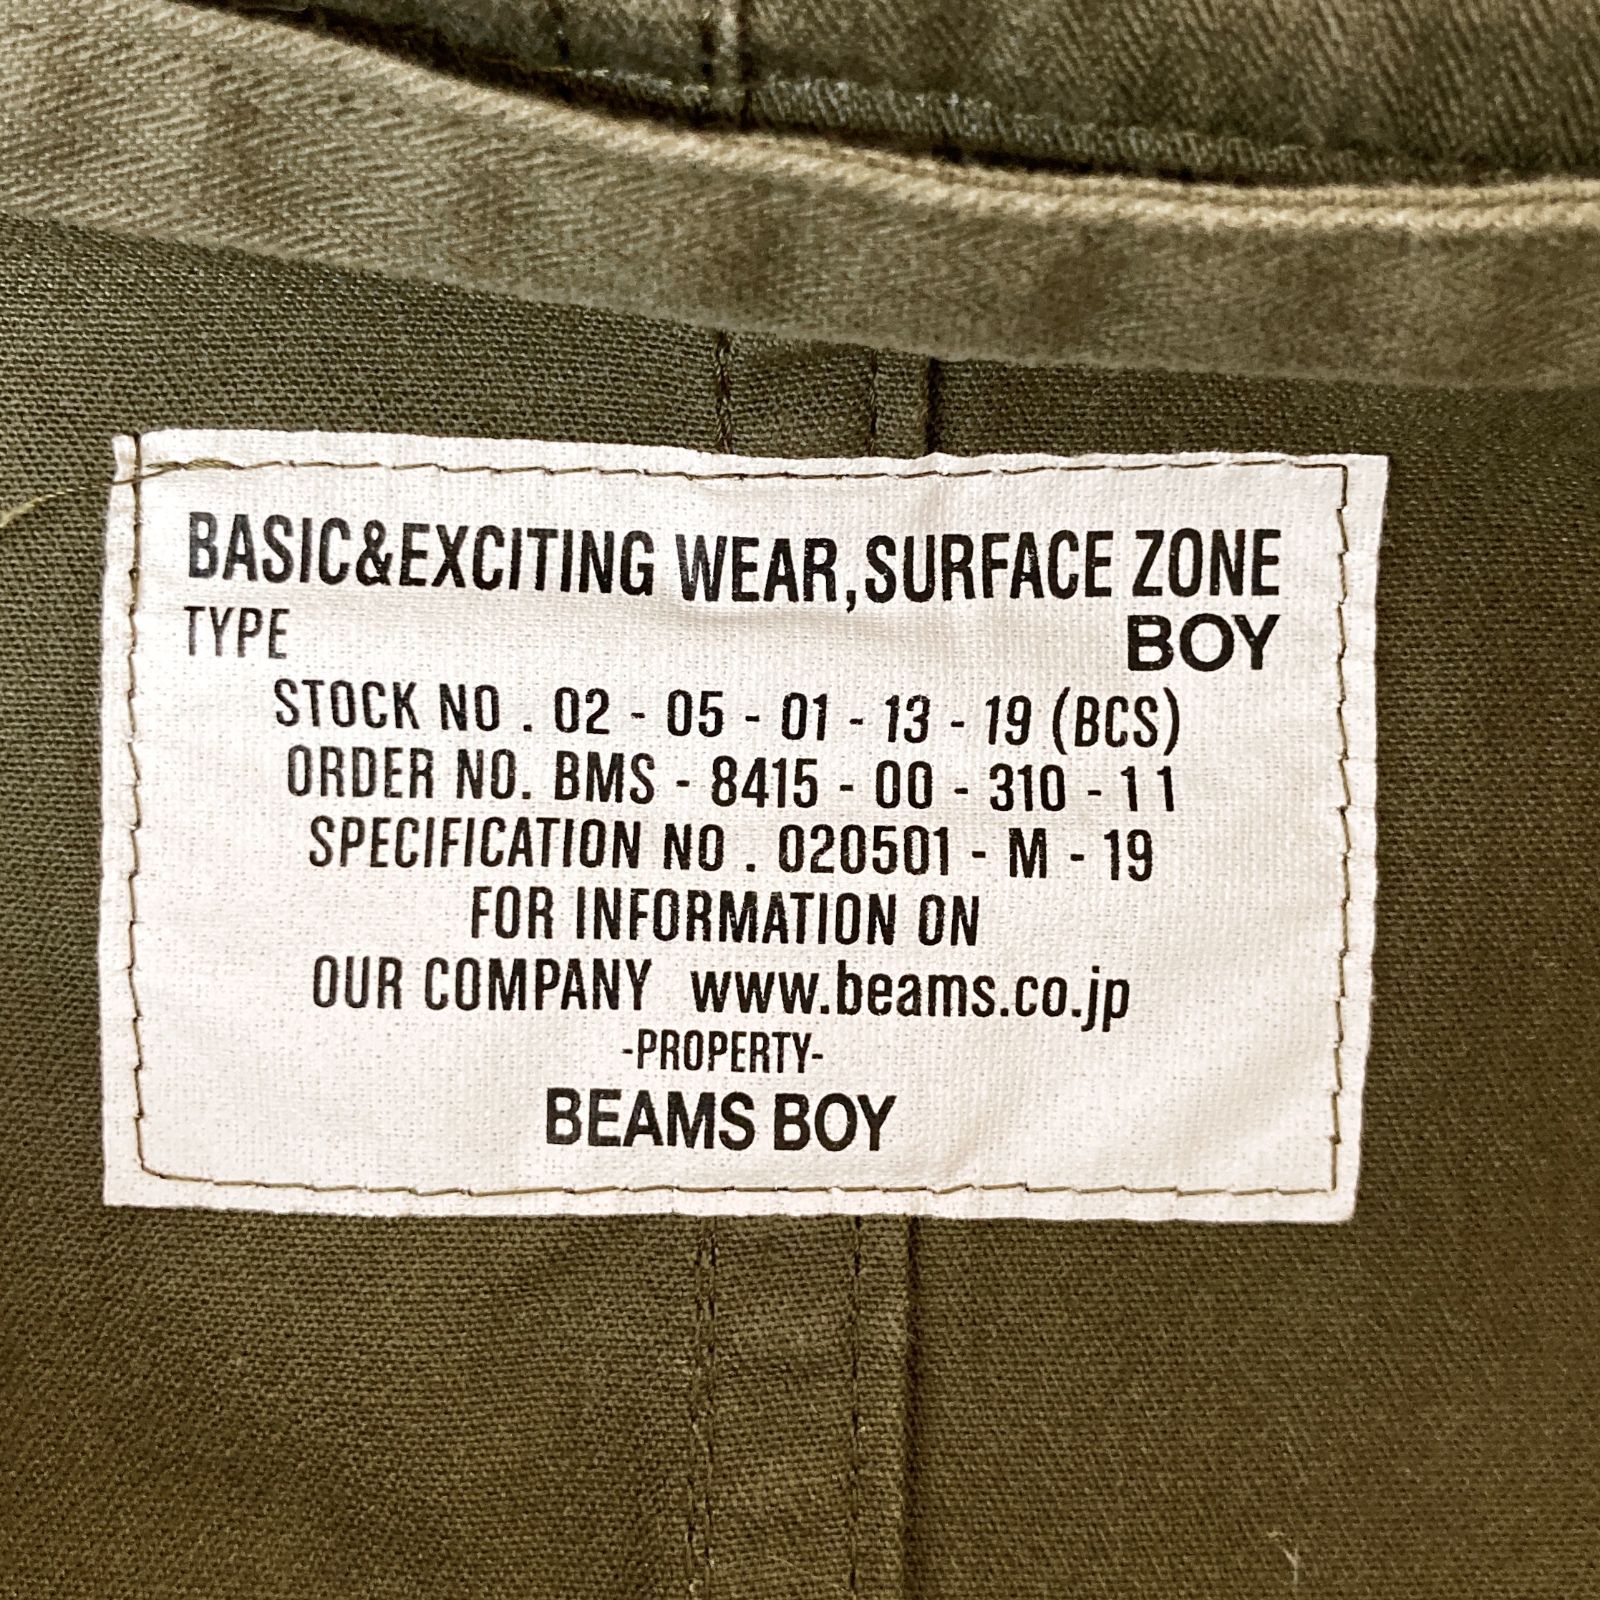 BASIC&EXCITING WEAR,SURFACE ZONE
TYPE BOY
STOCK NO . 02 - 05 - 01 - 13 - 19 (BCS)
ORDER NO. BMS - 8415 - 00 - 310 - 11
SPECIFICATION NO . 020501 - M - 19
FOR INFORMATION ON
OUR COMPANY www.beams.co.jp
-PROPERTY-
BEAMS BOY